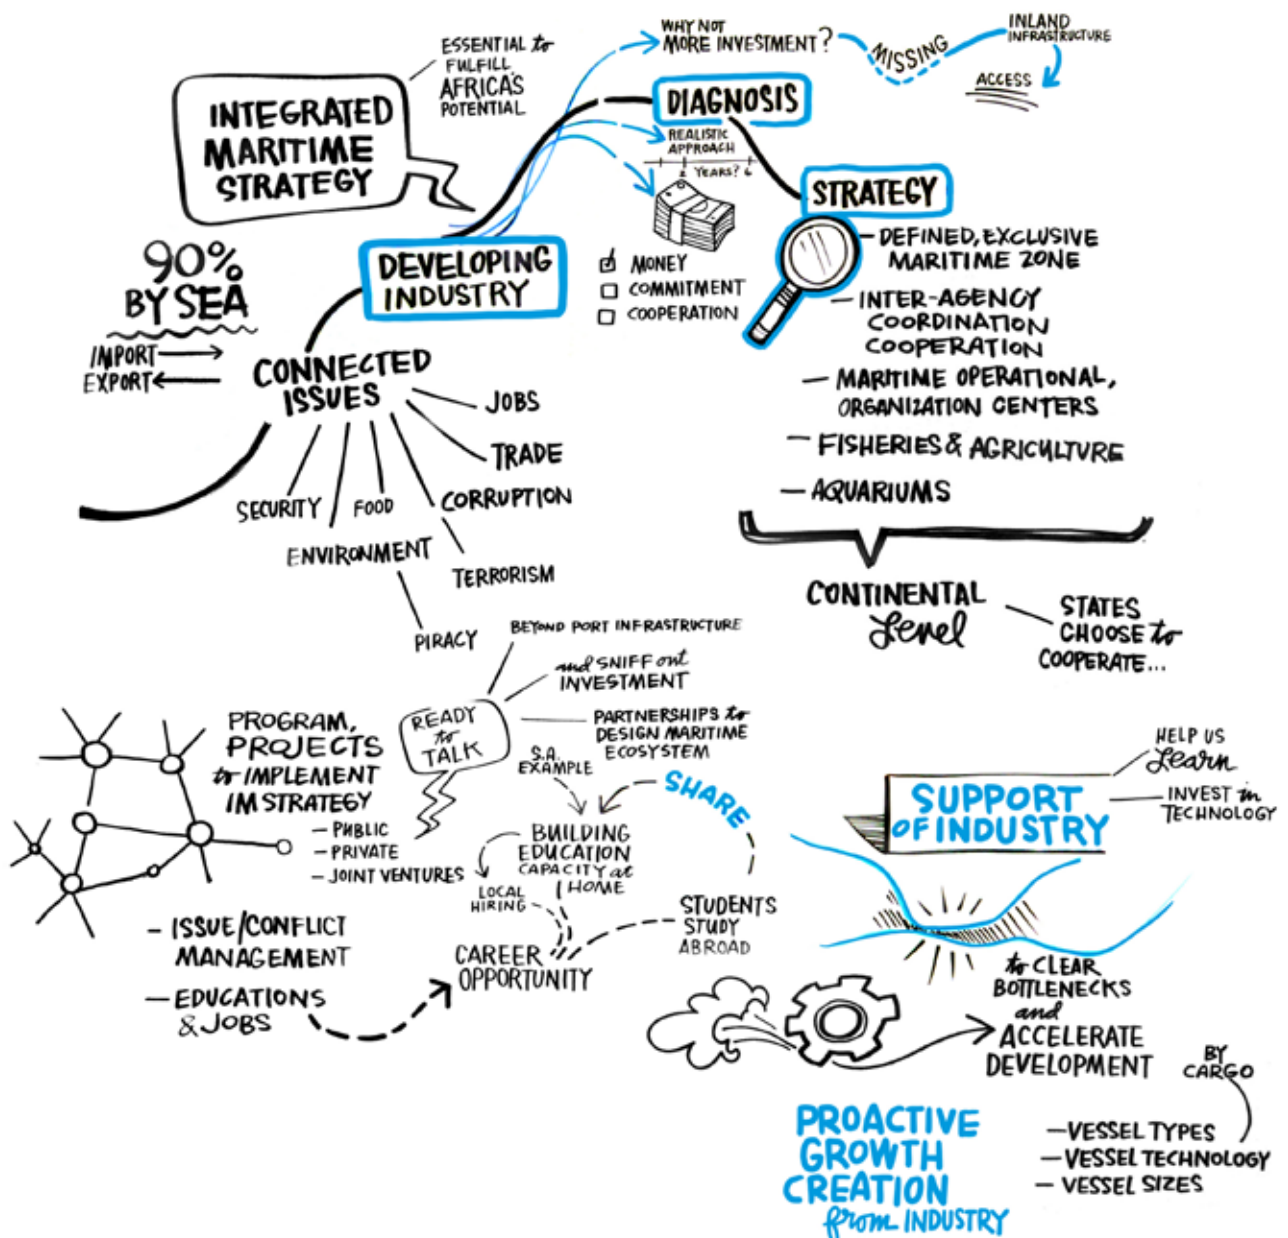 ESSENTIAL to
FULFILL
AFRICA'S
POTENTIAL
INTEGRATED
MARITIME
STRATEGY
WHY NOT
MORE INVESTMENT?
MISSING
INLAND
INFRASTRUCTURE
ACCESS
DIAGNOSIS
REALISTIC
APPROACH
YEARS?
STRATEGY
90%
BY SEA
IMPORT
EXPORT
DEVELOPING
INDUSTRY
MONEY
COMMITMENT
COOPERATION
- DEFINED, EXCLUSIVE
MARITIME ZONE
- INTER-AGENCY
COORDINATION
COOPERATION
- MARITIME OPERATIONAL,
ORGANIZATION CENTERS
- FISHERIES & AGRICULTURE
- AQUARIUMS
CONNECTED
ISSUES
JOBS
TRADE
CORRUPTION
SECURITY
FOOD
ENVIRONMENT
TERRORISM
PIRACY
CONTINENTAL
Level
STATES
CHOOSE to
COOPERATE...
BEYOND PORT INFRASTRUCTURE
and SNIFF out
INVESTMENT
PARTNERSHIPS to
DESIGN MARITIME
ECOSYSTEM
READY
to
TALK
PROGRAM,
PROJECTS
to IMPLEMENT
IM STRATEGY
- PUBLIC
- PRIVATE
- JOINT VENTURES
S.A.
EXAMPLE
SHARE
BUILDING
EDUCATION
CAPACITY at
HOME
LOCAL
HIRING
STUDENTS
STUDY
ABROAD
- ISSUE/CONFLICT
MANAGEMENT
- EDUCATIONS
& JOBS
CAREER
OPPORTUNITY
HELP US
Learn
INVEST in
TECHNOLOGY
SUPPORT
OF INDUSTRY
to CLEAR
BOTTLENECKS
and
ACCELERATE
DEVELOPMENT
BY
CARGO
PROACTIVE
GROWTH
CREATION
from INDUSTRY
- VESSEL TYPES
- VESSEL TECHNOLOGY
- VESSEL SIZES